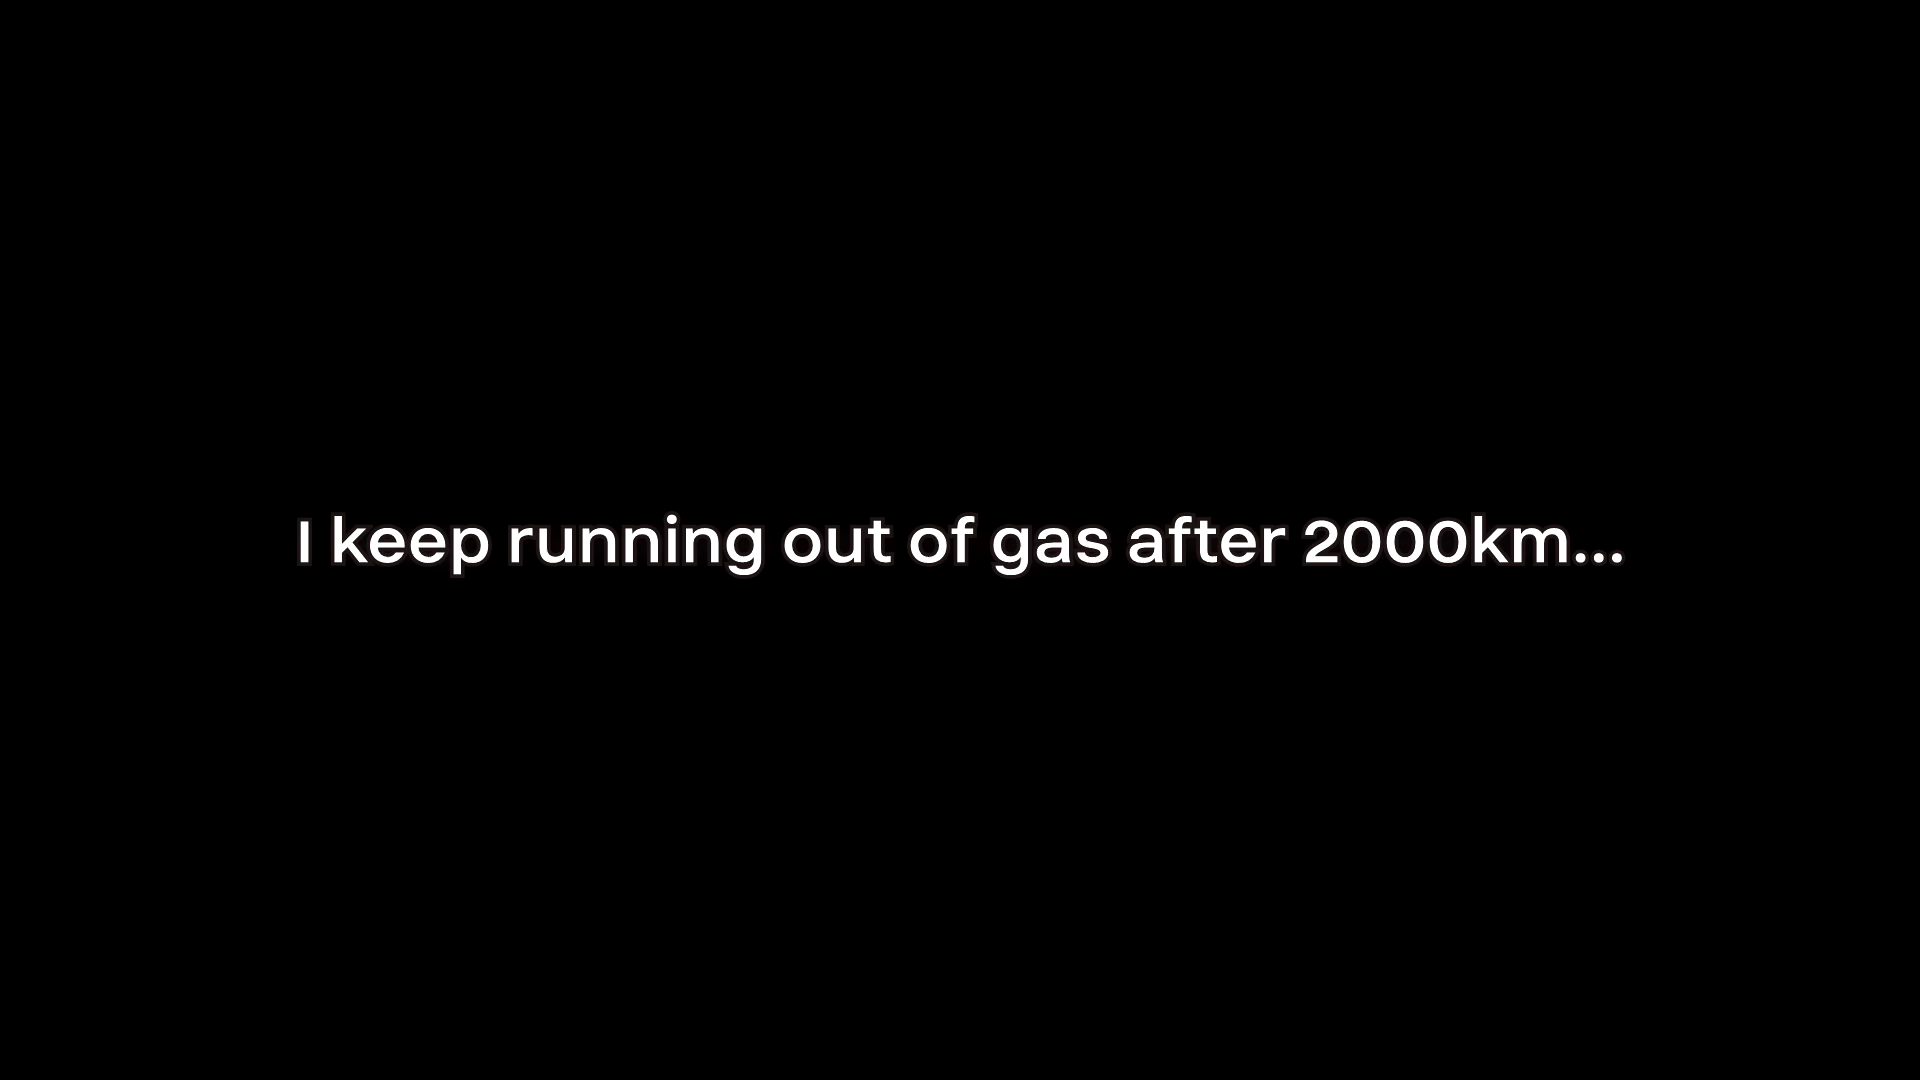 I keep running out of gas after 2000km...